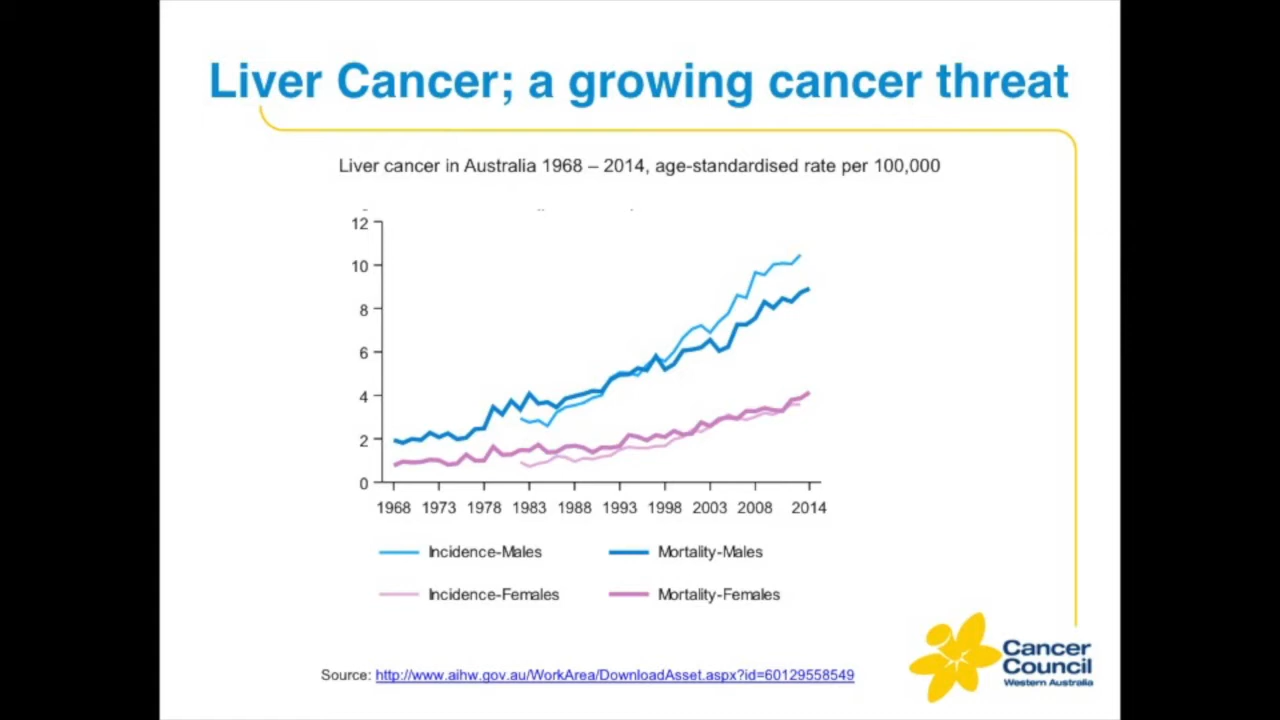 Liver Cancer; a growing cancer threat
Liver cancer in Australia 1968 – 2014, age-standardised rate per 100,000
12
10
8
6
4
2
0
1968 1973 1978 1983 1988 1993 1998 2003 2008 2014
Incidence-Males Mortality-Males
Incidence-Females Mortality-Females
Source: http://www.aihw.gov.au/WorkArea/DownloadAsset.aspx?id=60129558549
Cancer
Council
Western Australia